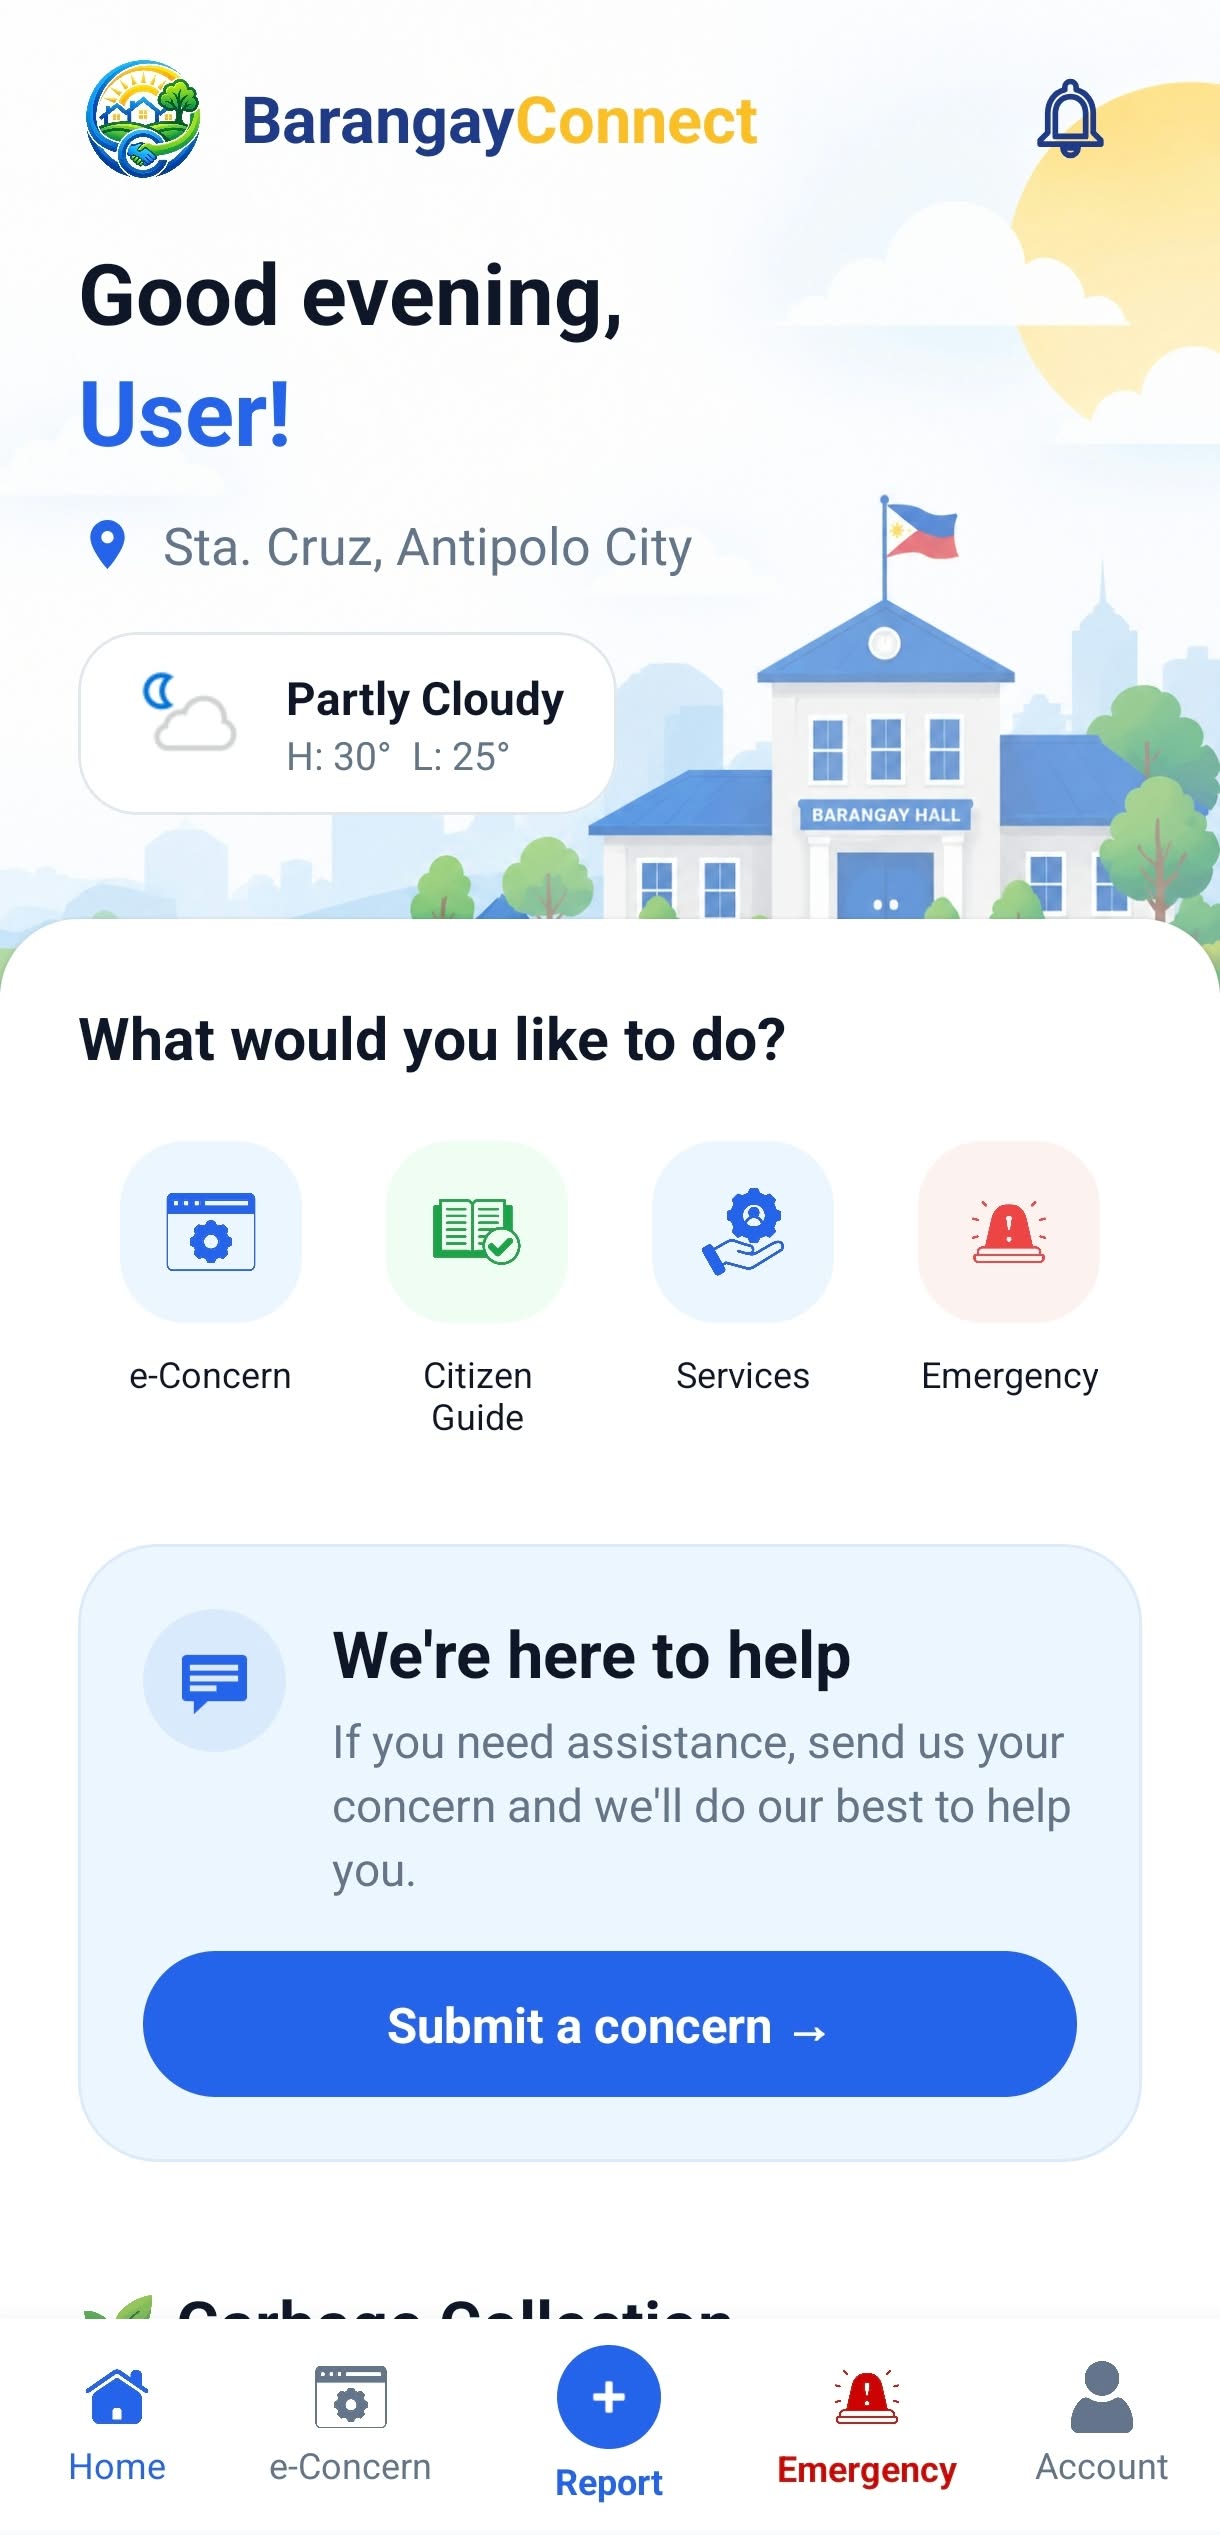 BarangayConnect
Good evening,
User!
Sta. Cruz, Antipolo City
Partly Cloudy
H: 30° L: 25°
BARANGAY HALL
What would you like to do?
e-Concern
Citizen
Guide
Services
Emergency
We're here to help
If you need assistance, send us your
concern and we'll do our best to help
you.
Submit a concern →
Garbage Collection
Home
e-Concern
Report
Emergency
Account